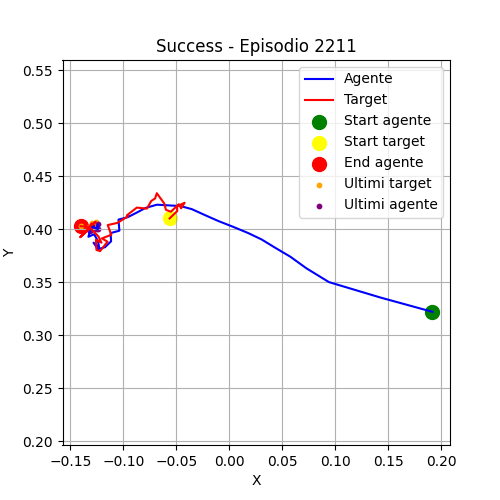 Success - Episodio 2211
Agente
Target
Start agente
Start target
End agente
Ultimi target
Ultimi agente
0.55
0.50
0.45
0.40
0.35
0.30
0.25
0.20
Y
−0.15 −0.10 −0.05 0.00 0.05 0.10 0.15 0.20
X